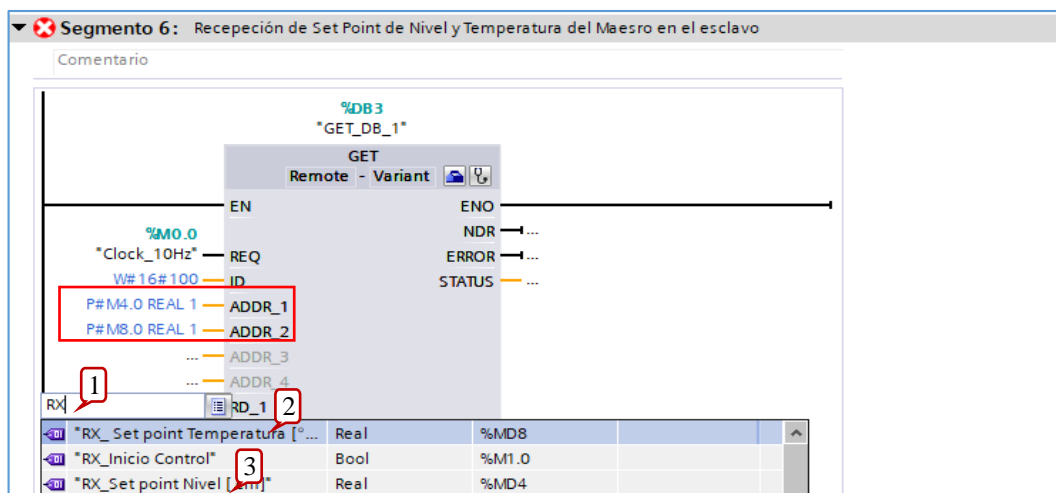 Segmento 6: Recepeción de Set Point de Nivel y Temperatura del Maesro en el esclavo
Comentario
%DB3
"GET_DB_1"
GET
Remote - Variant
EN ENO
%M0.0 NDR ...
"Clock_10Hz" REQ ERROR ...
W#16#100 ID STATUS ...
P#M4.0 REAL 1 ADDR_1
P#M8.0 REAL 1 ADDR_2
... ADDR_3
... ADDR_4
1
RX RD_1
2
"RX_ Set point Temperatura [°... Real %MD8
"RX_Inicio Control" Bool %M1.0
3
"RX_Set point Nivel [ Real %MD4